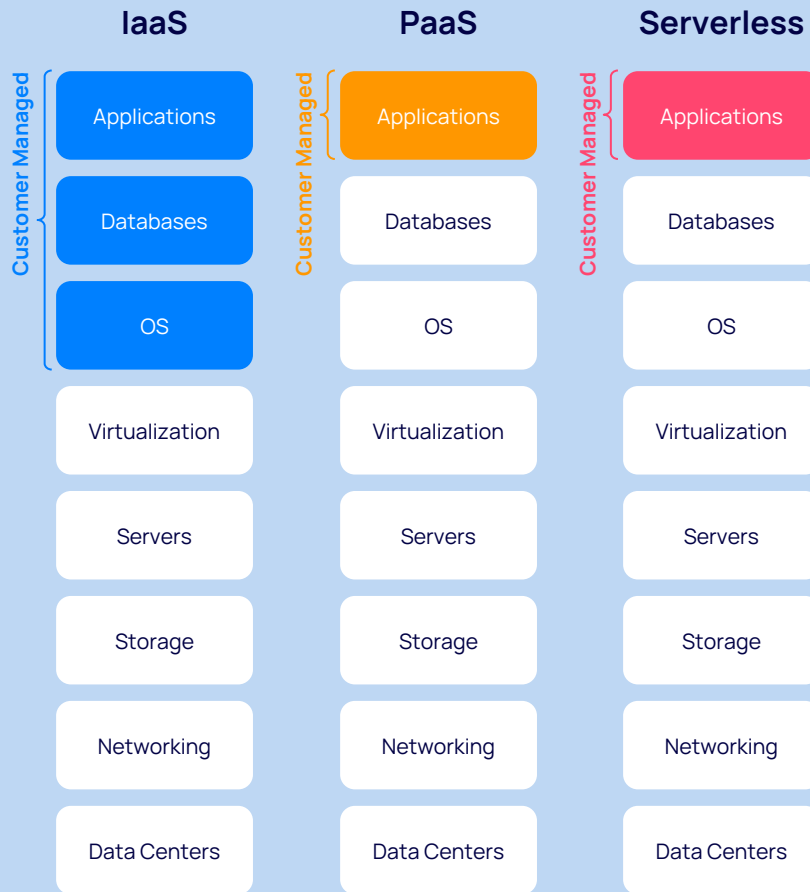 IaaS
Customer Managed
Applications
Databases
OS
Virtualization
Servers
Storage
Networking
Data Centers
PaaS
Customer Managed
Applications
Databases
OS
Virtualization
Servers
Storage
Networking
Data Centers
Serverless
Customer Managed
Applications
Databases
OS
Virtualization
Servers
Storage
Networking
Data Centers